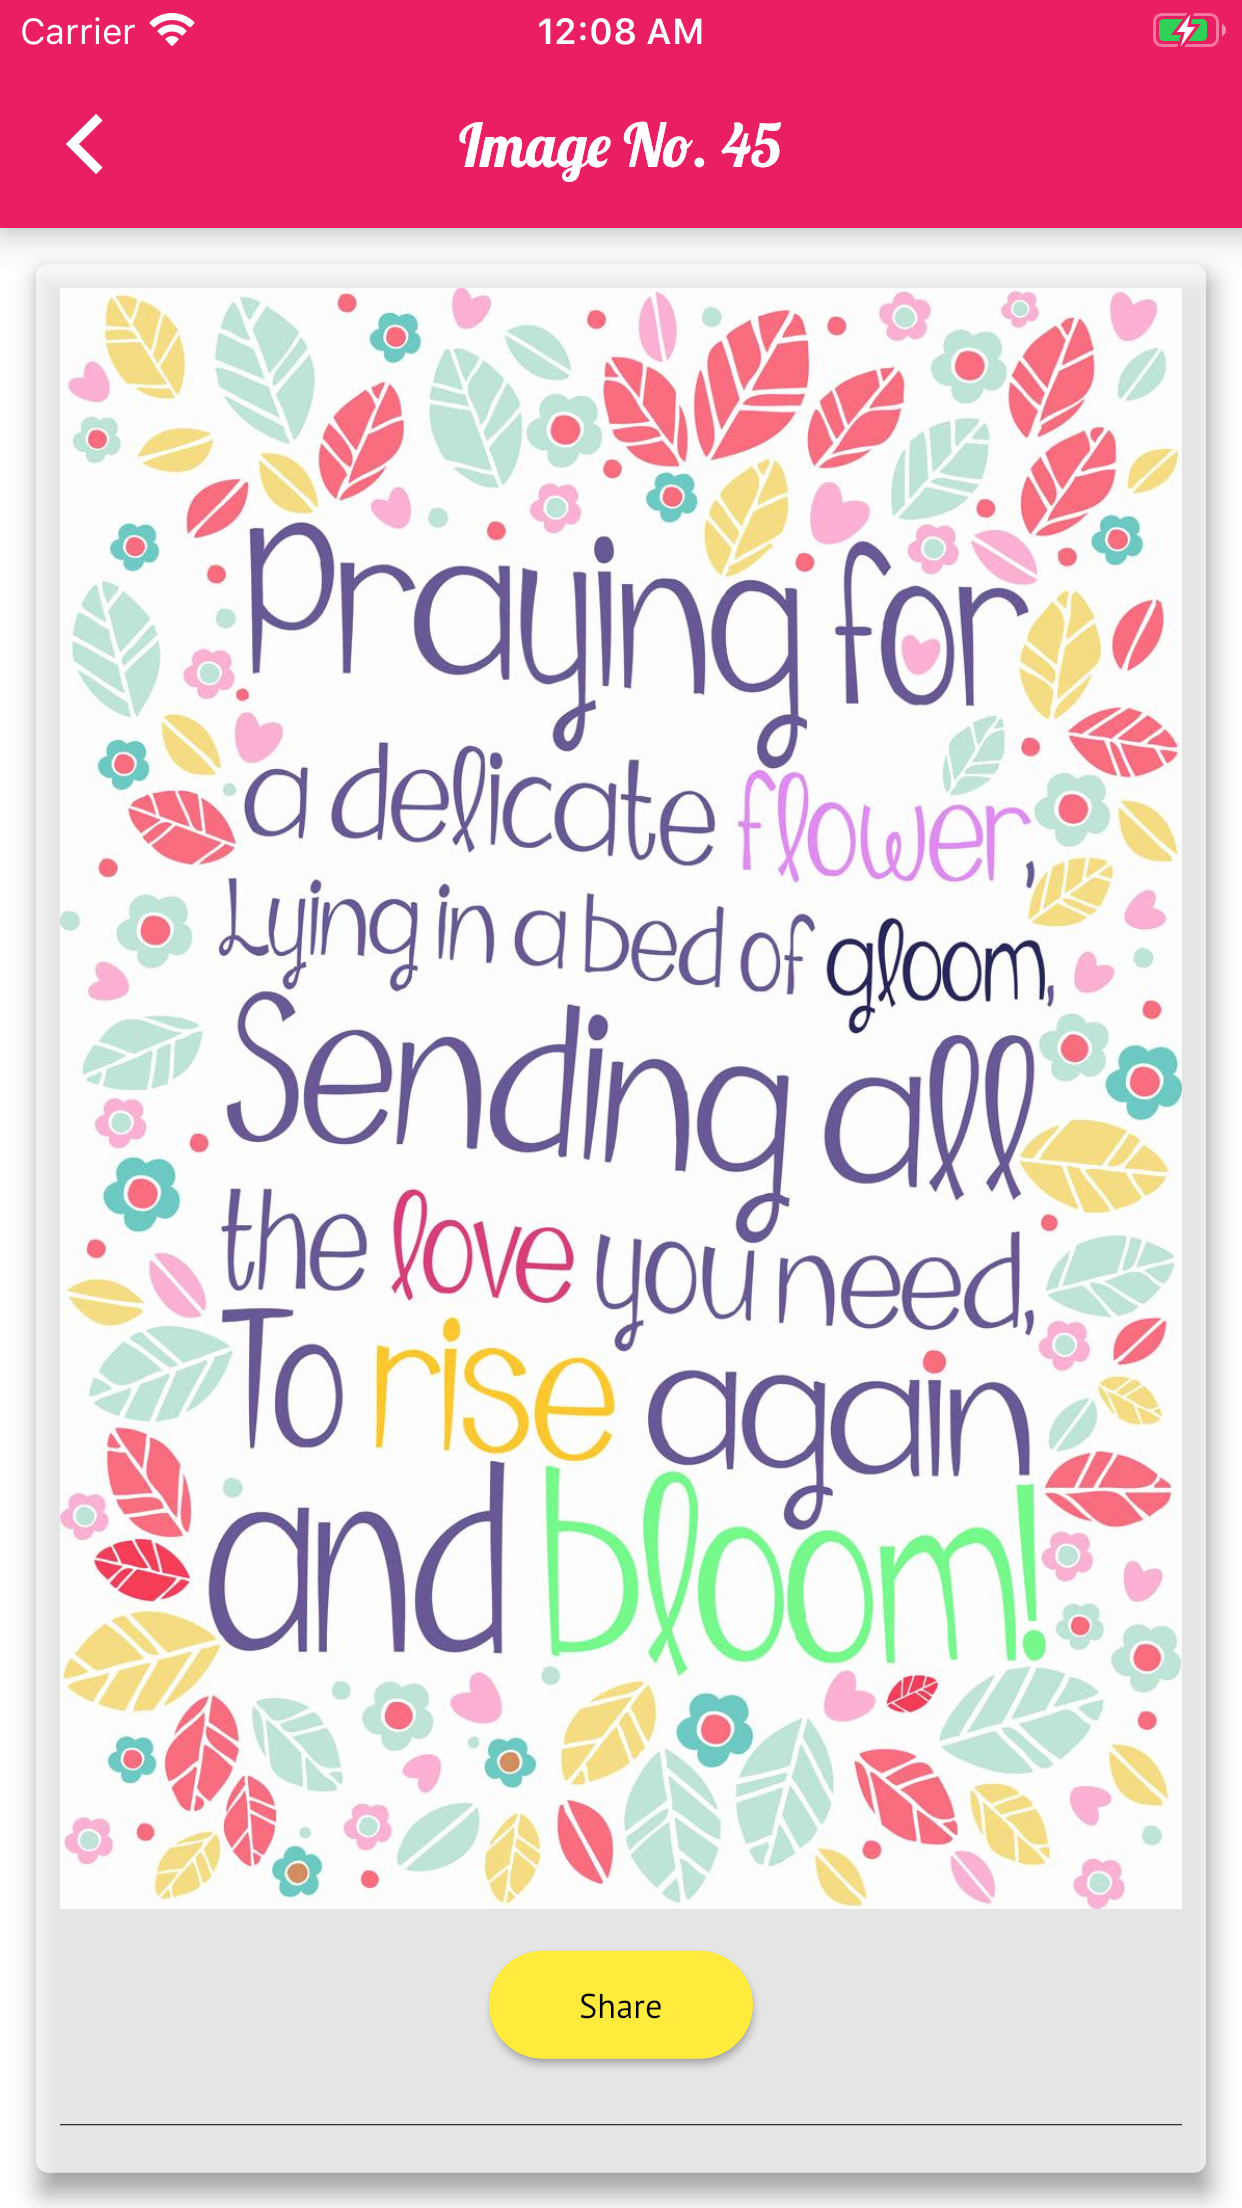 Carrier 12:08 AM
Image No. 45
Praying for
a delicate flower,
Lying in a bed of gloom,
Sending all
the love you need,
To rise again
and bloom!
Share